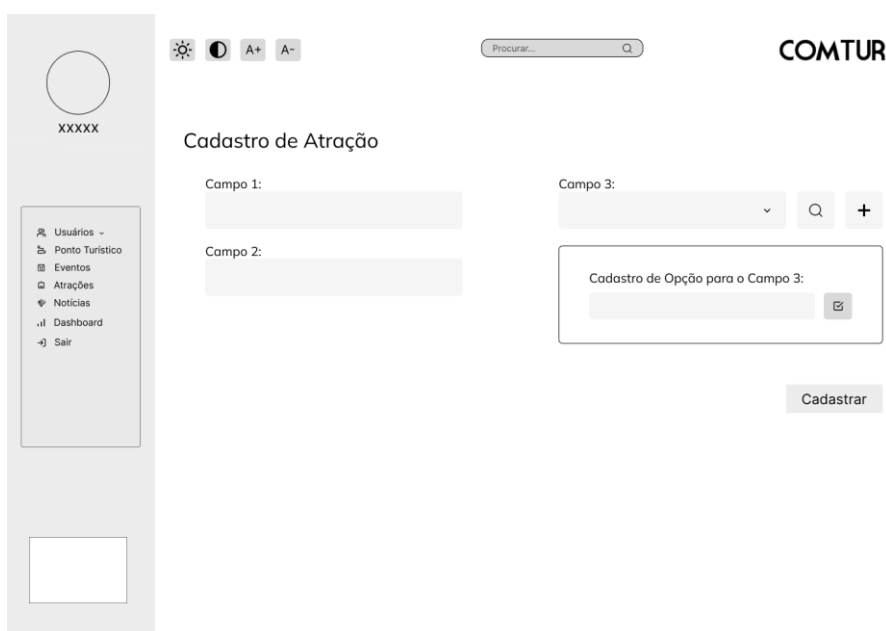 XXXXX
Usuários
Ponto Turístico
Eventos
Atrações
Notícias
Dashboard
Sair
A+ A-
Procurar...
COMTUR
Cadastro de Atração
Campo 1:
Campo 2:
Campo 3:
Cadastro de Opção para o Campo 3:
Cadastrar